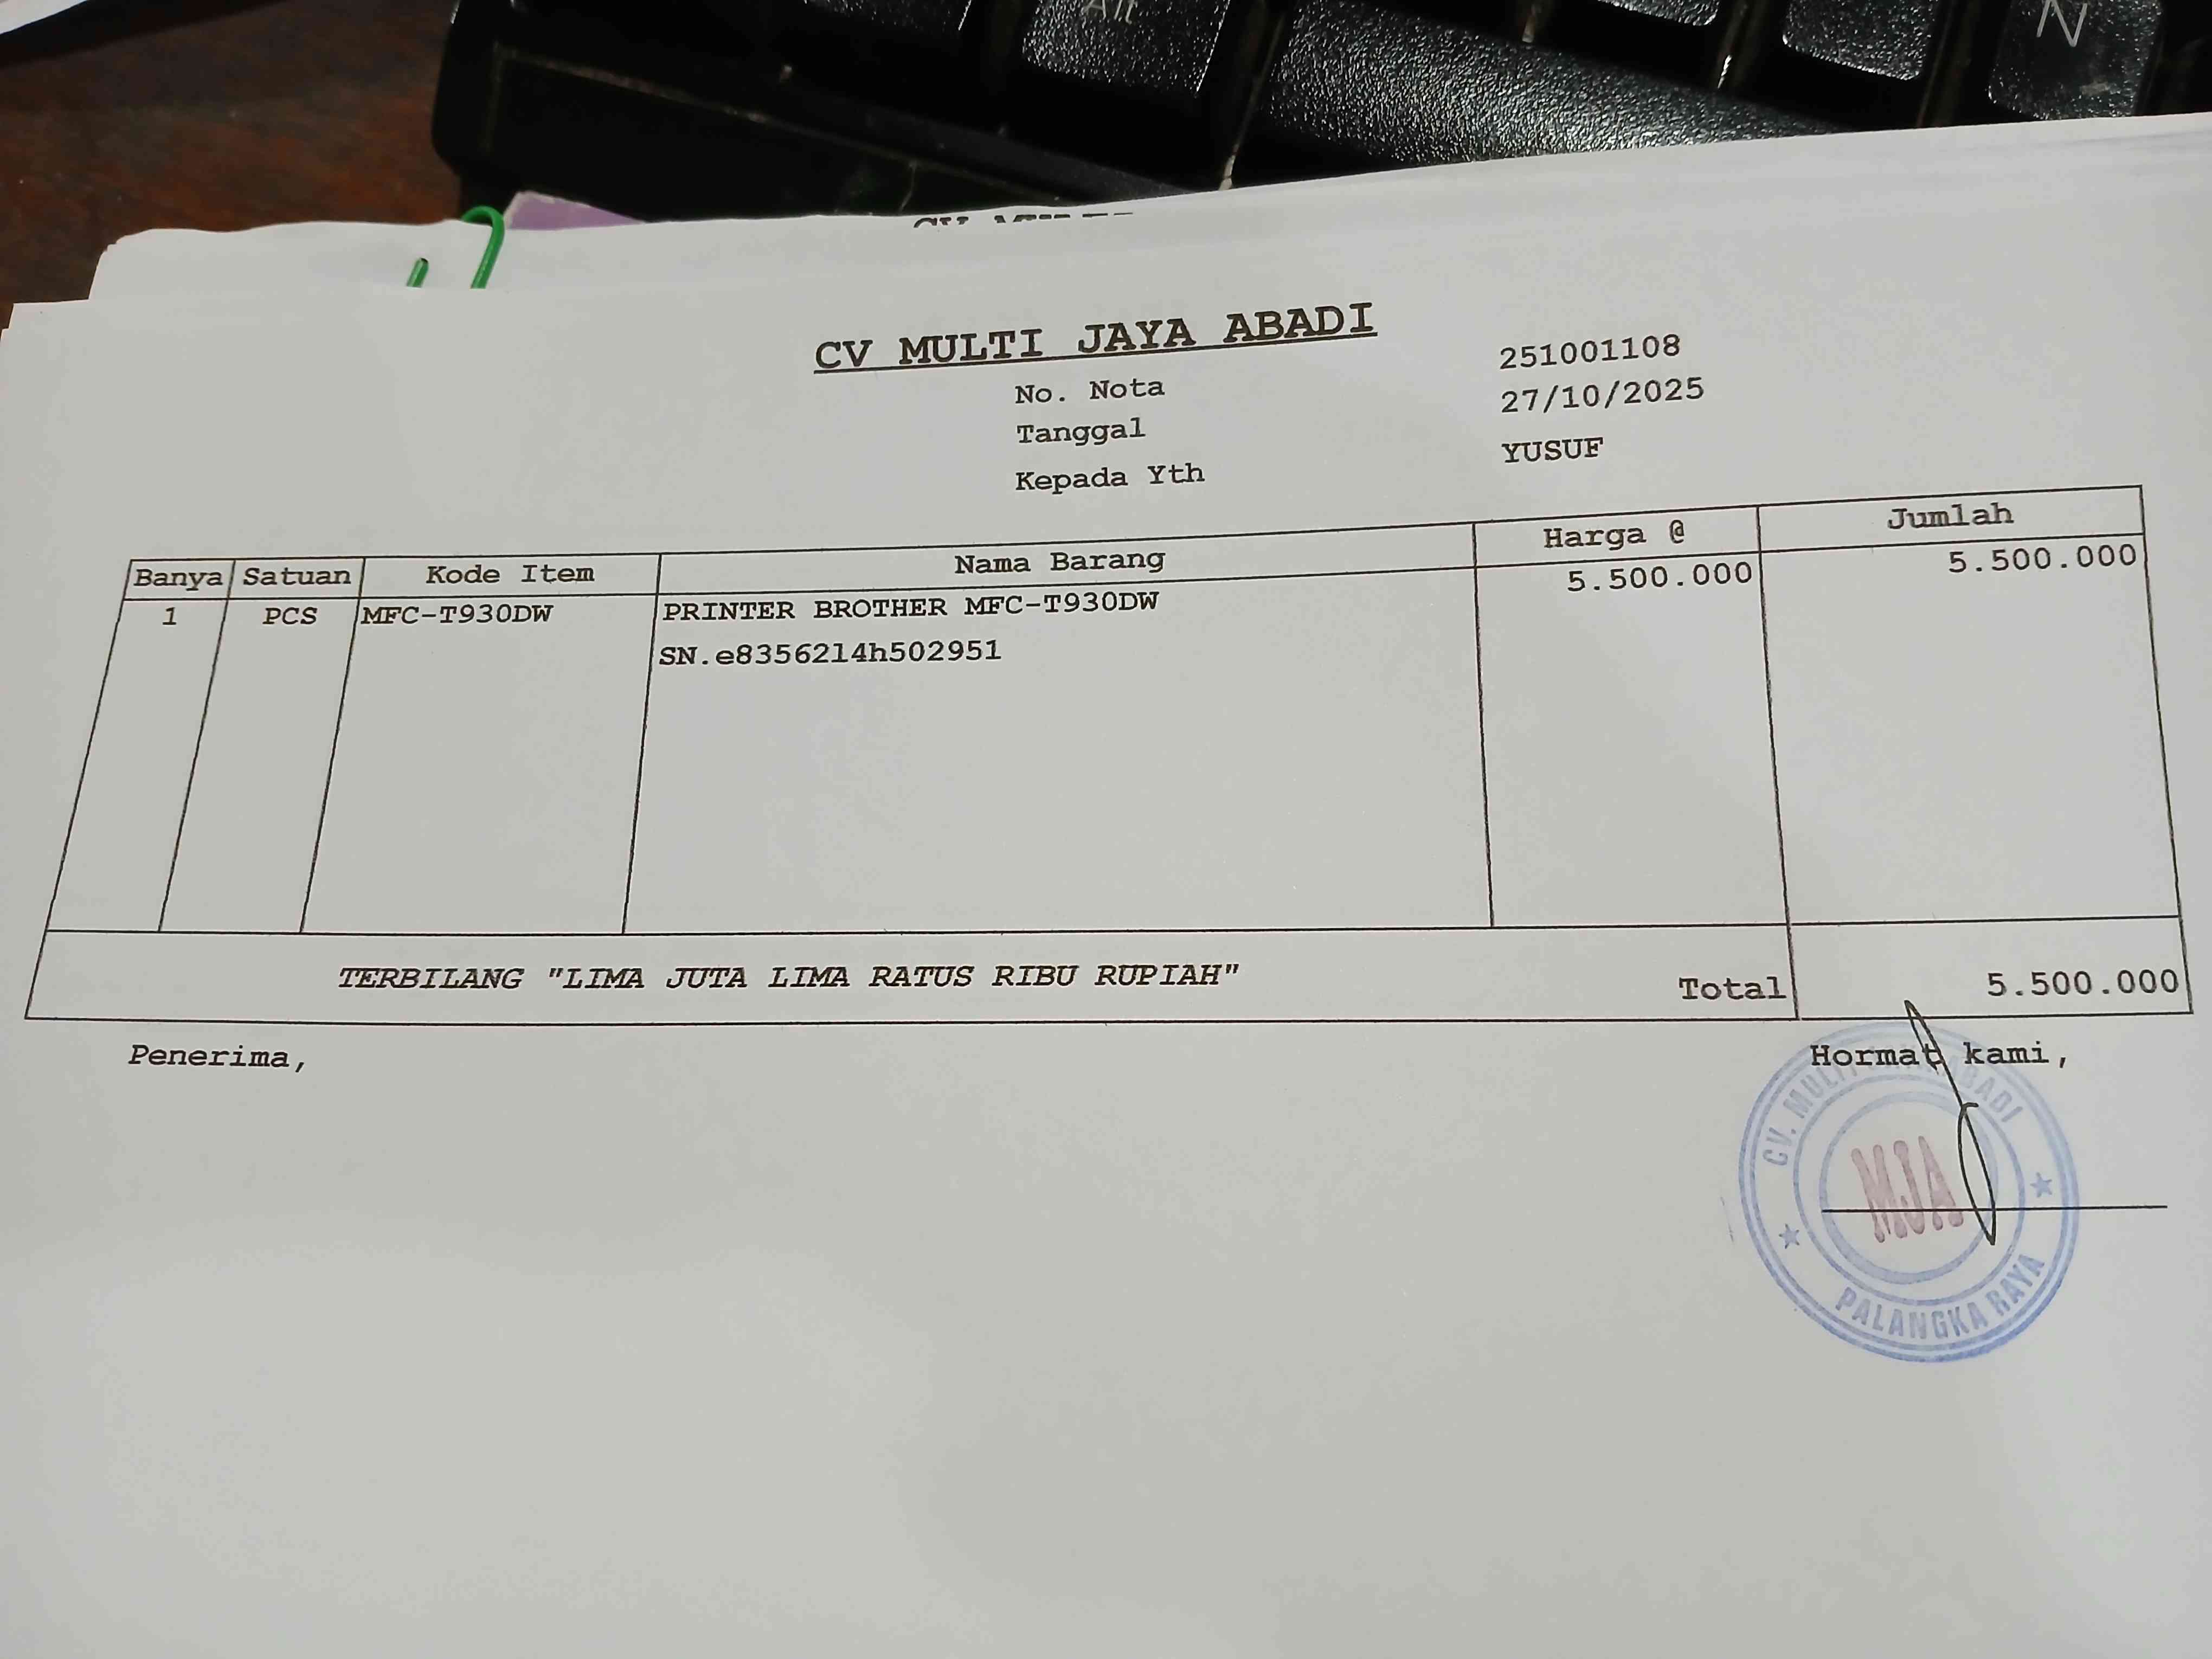 Alt
N
CV MULTI JAYA ABADI
No. Nota 251001108
Tanggal 27/10/2025
Kepada Yth YUSUF
Banya Satuan Kode Item Nama Barang Harga @ Jumlah
1 PCS MFC-T930DW PRINTER BROTHER MFC-T930DW 5.500.000 5.500.000
SN.e83562l4h502951
TERBILANG "LIMA JUTA LIMA RATUS RIBU RUPIAH" Total 5.500.000
Penerima, Hormat kami,
CV. MULTI JAYA ABADI
MJA
PALANGKA RAYA